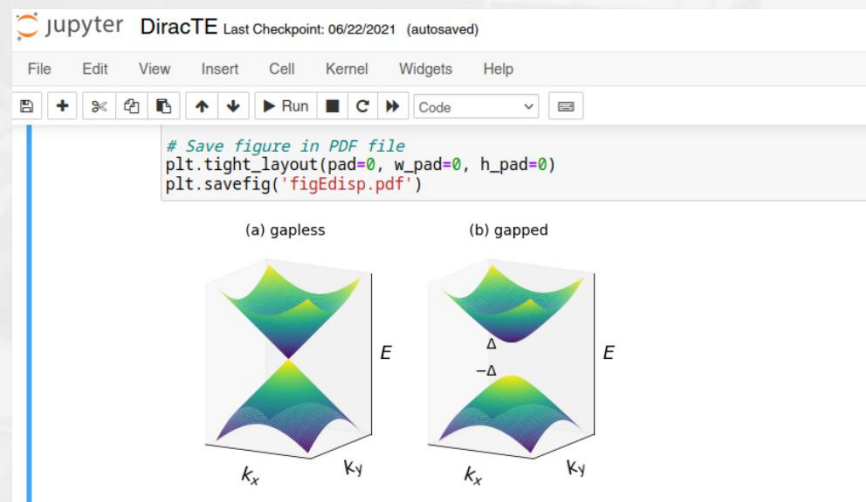 jupyter DiracTE Last Checkpoint: 06/22/2021 (autosaved)
File Edit View Insert Cell Kernel Widgets Help
Run Code
# Save figure in PDF file
plt.tight_layout(pad=0, w_pad=0, h_pad=0)
plt.savefig('figEdisp.pdf')
(a) gapless (b) gapped
Δ
E E
−Δ
kx ky kx ky